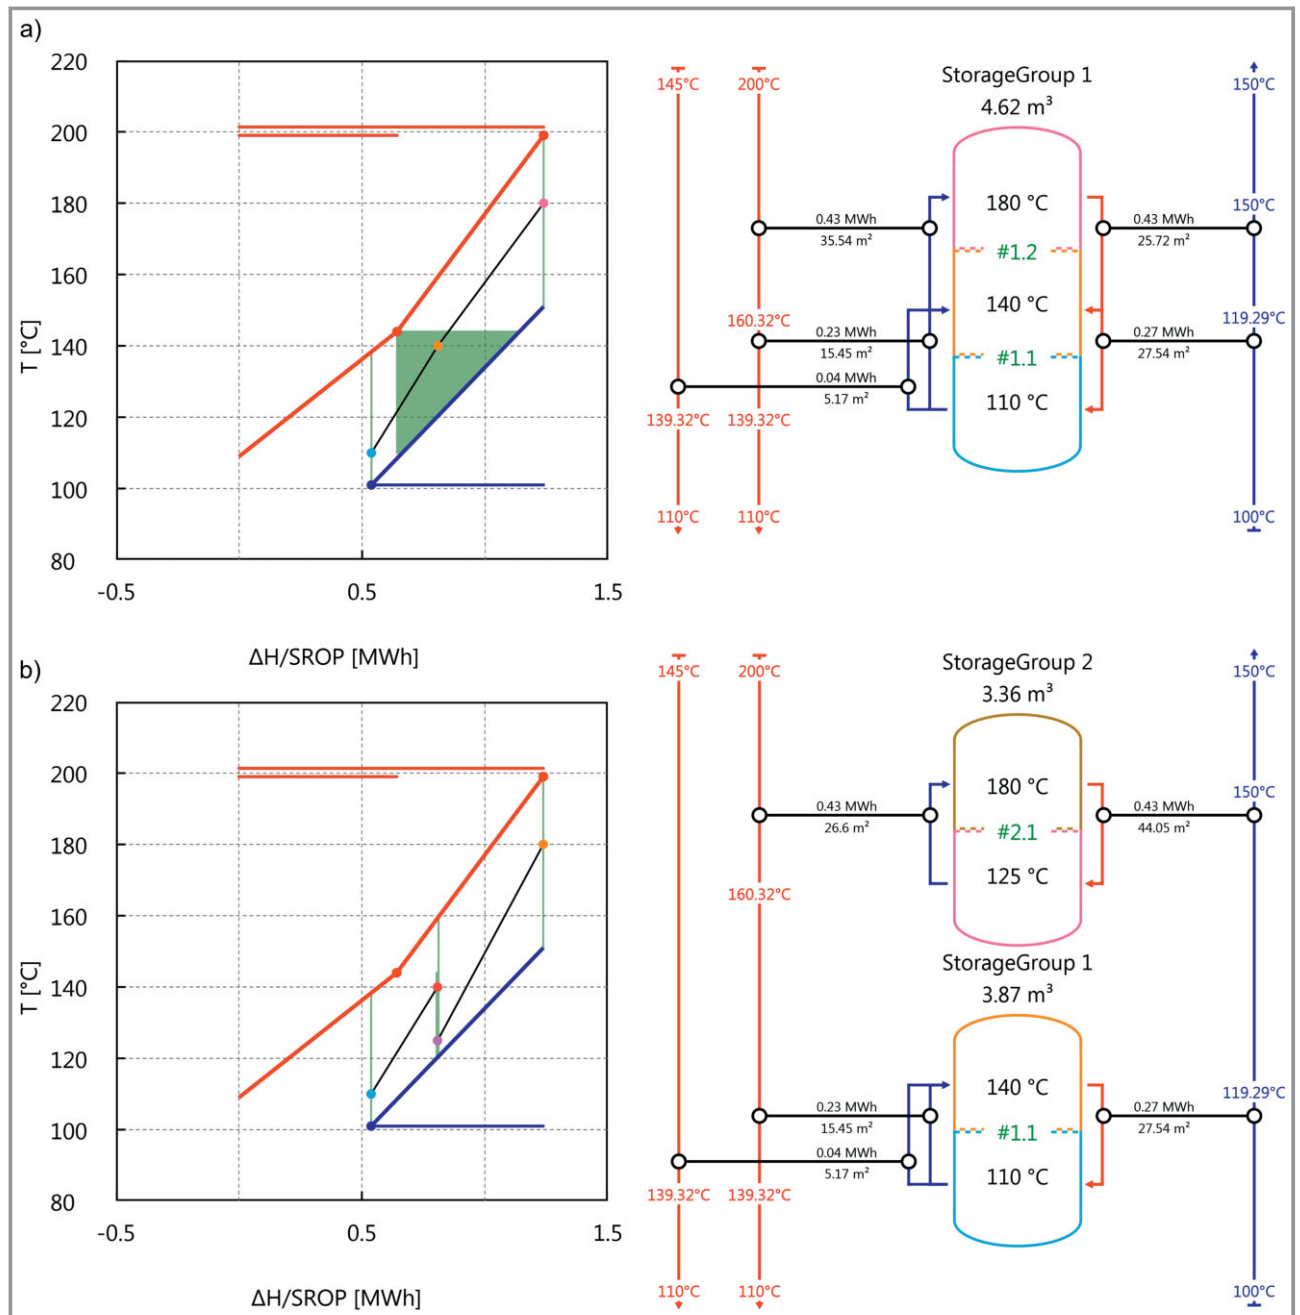 a)
220
200
180
160
140
120
100
80
T [°C]
-0.5
0.5
1.5
ΔH/SROP [MWh]
145°C
200°C
StorageGroup 1
4.62 m³
150°C
180 °C
0.43 MWh
35.54 m²
0.43 MWh
25.72 m²
150°C
#1.2
140 °C
160.32°C
0.23 MWh
15.45 m²
0.27 MWh
27.54 m²
119.29°C
#1.1
0.04 MWh
5.17 m²
110 °C
139.32°C
139.32°C
110°C
110°C
100°C
b)
220
200
180
160
140
120
100
80
T [°C]
-0.5
0.5
1.5
ΔH/SROP [MWh]
145°C
200°C
StorageGroup 2
3.36 m³
150°C
180 °C
150°C
0.43 MWh
26.6 m²
0.43 MWh
44.05 m²
#2.1
125 °C
160.32°C
StorageGroup 1
3.87 m³
140 °C
119.29°C
0.23 MWh
15.45 m²
0.27 MWh
27.54 m²
#1.1
0.04 MWh
5.17 m²
110 °C
139.32°C
139.32°C
110°C
110°C
100°C